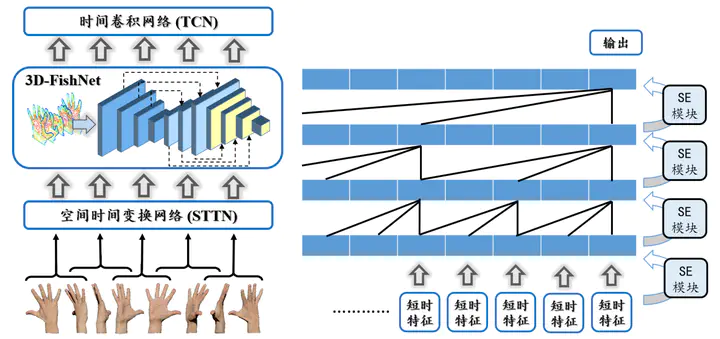 时间卷积网络 (TCN)
3D-FishNet
空间时间变换网络 (STTN)
输出
SE
模块
SE
模块
SE
模块
SE
模块
…………
短时
特征
短时
特征
短时
特征
短时
特征
短时
特征